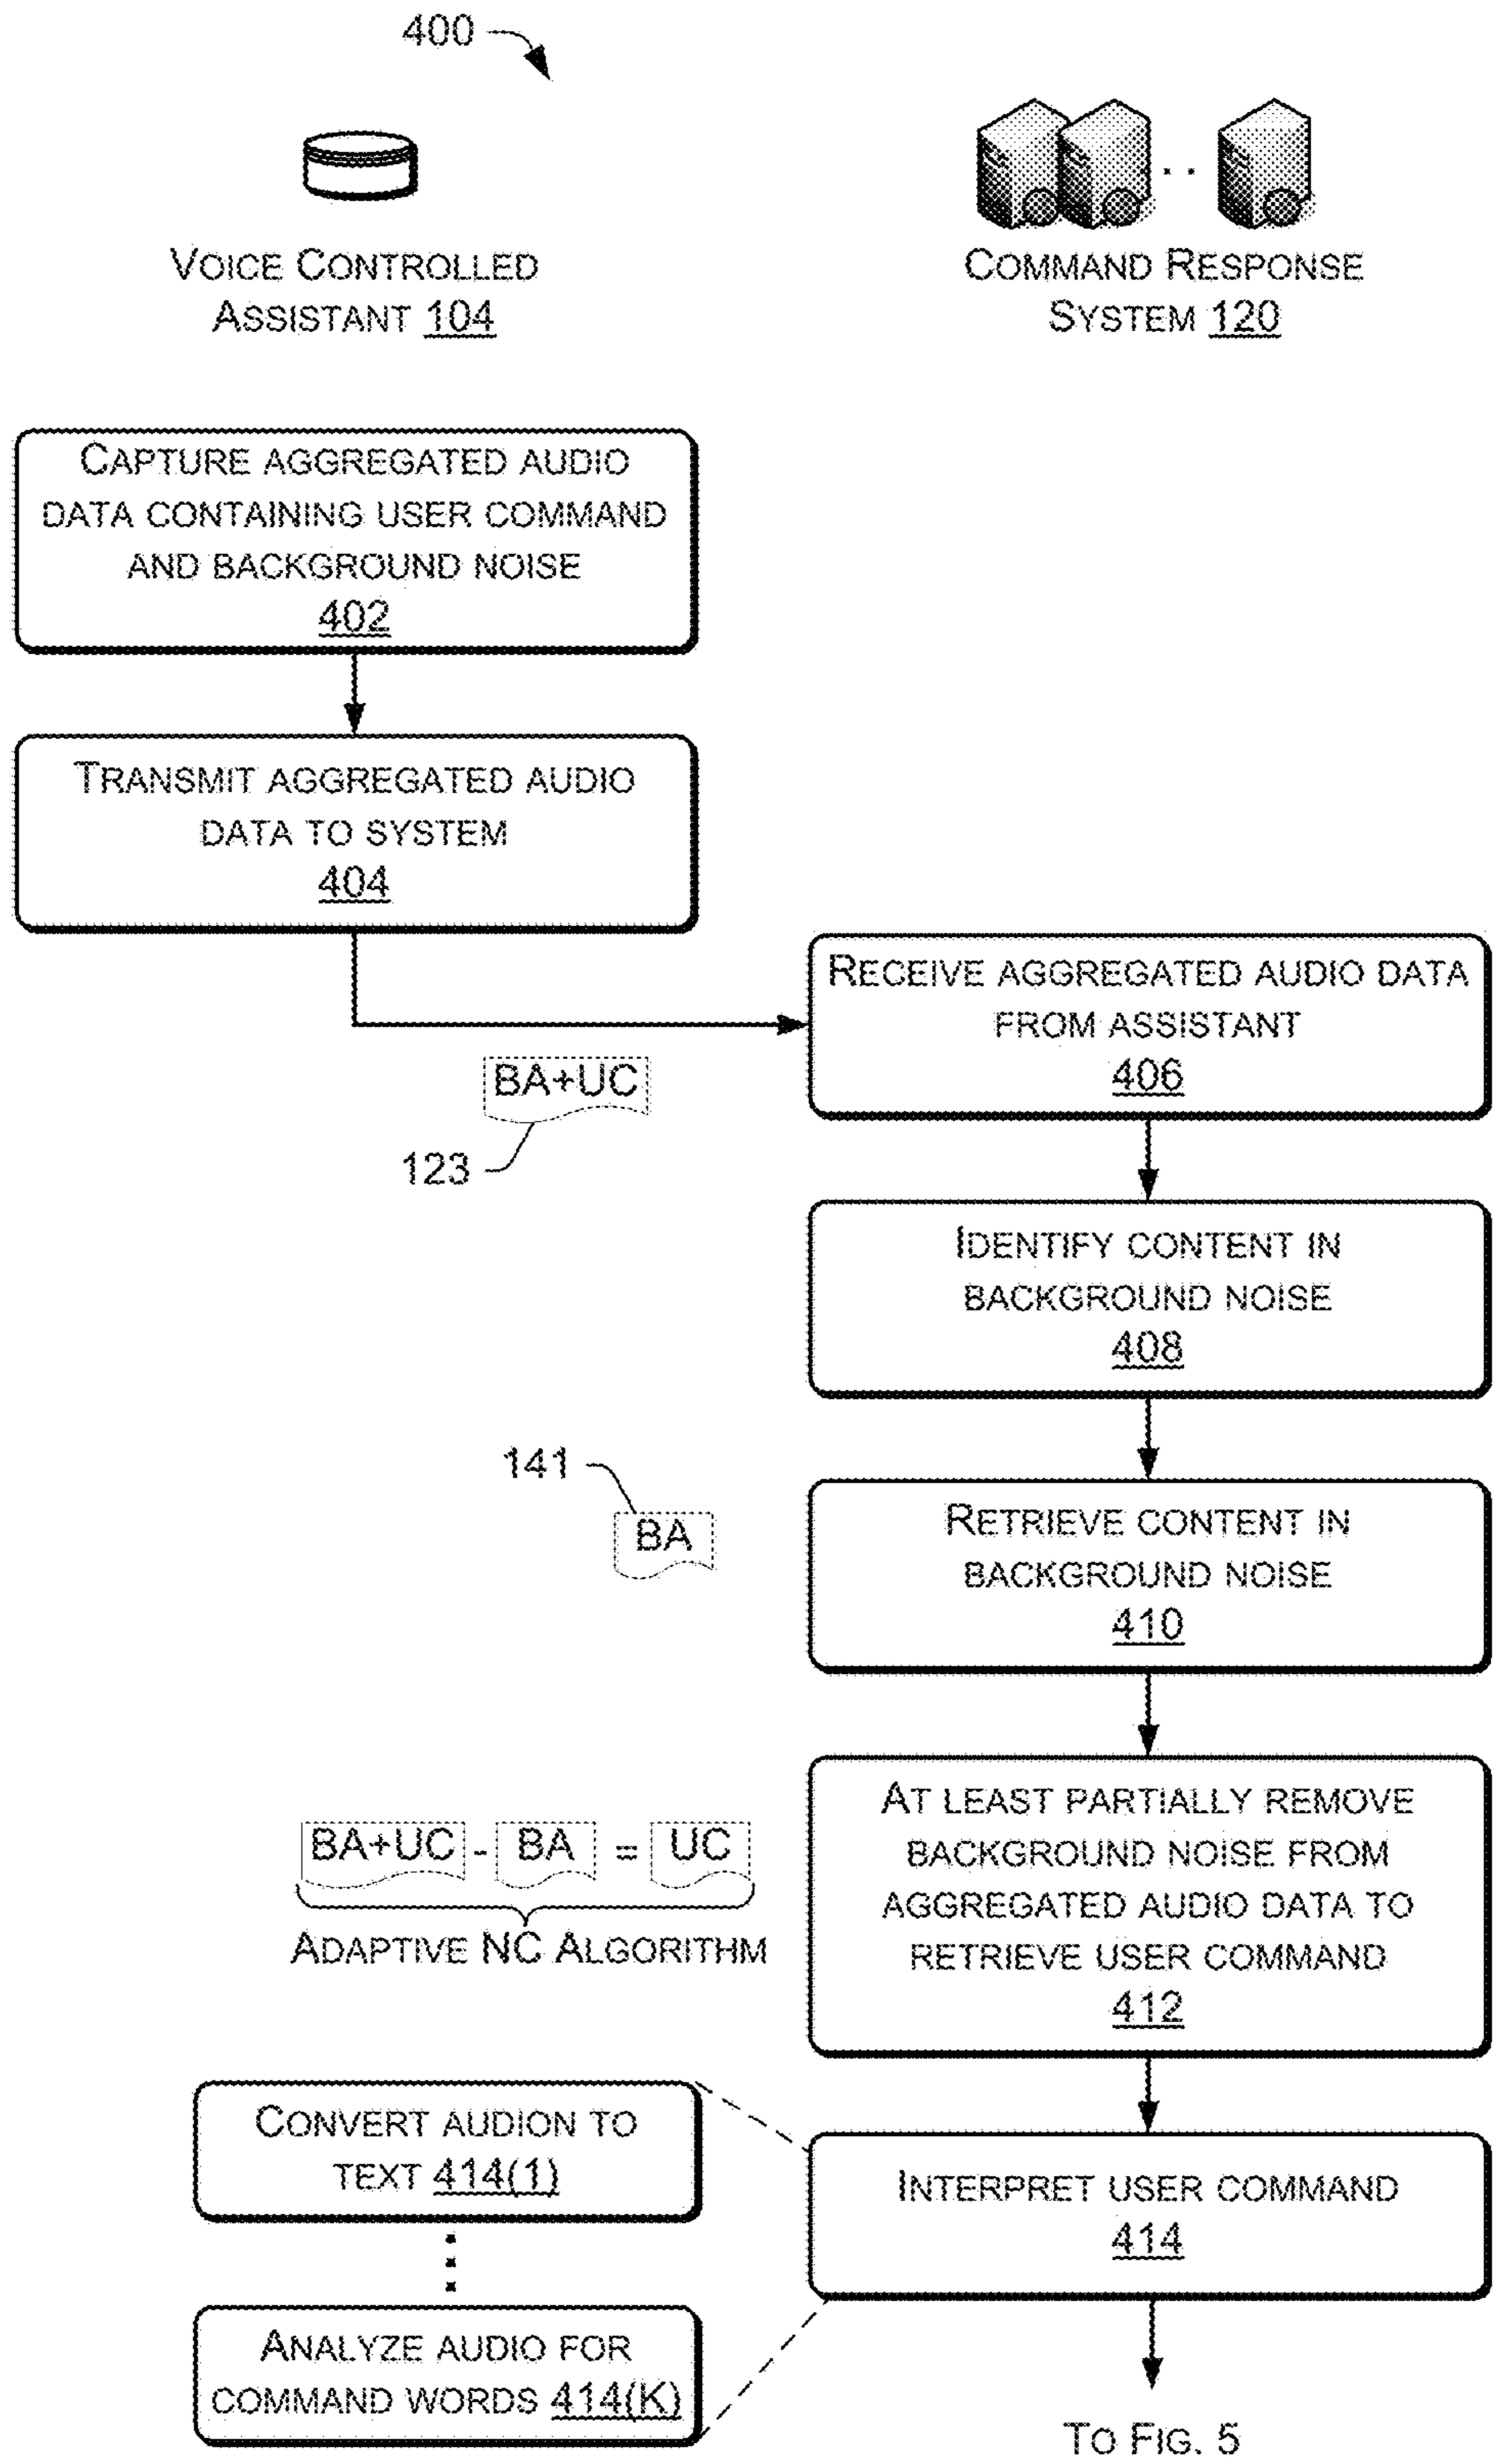 400
VOICE CONTROLLED
ASSISTANT 104
COMMAND RESPONSE
SYSTEM 120
CAPTURE AGGREGATED AUDIO
DATA CONTAINING USER COMMAND
AND BACKGROUND NOISE
402
TRANSMIT AGGREGATED AUDIO
DATA TO SYSTEM
404
RECEIVE AGGREGATED AUDIO DATA
FROM ASSISTANT
406
BA+UC
123
IDENTIFY CONTENT IN
BACKGROUND NOISE
408
141
BA
RETRIEVE CONTENT IN
BACKGROUND NOISE
410
AT LEAST PARTIALLY REMOVE
BACKGROUND NOISE FROM
AGGREGATED AUDIO DATA TO
RETRIEVE USER COMMAND
412
BA+UC - BA = UC
ADAPTIVE NC ALGORITHM
CONVERT AUDION TO
TEXT 414(1)
INTERPRET USER COMMAND
414
ANALYZE AUDIO FOR
COMMAND WORDS 414(K)
TO FIG. 5